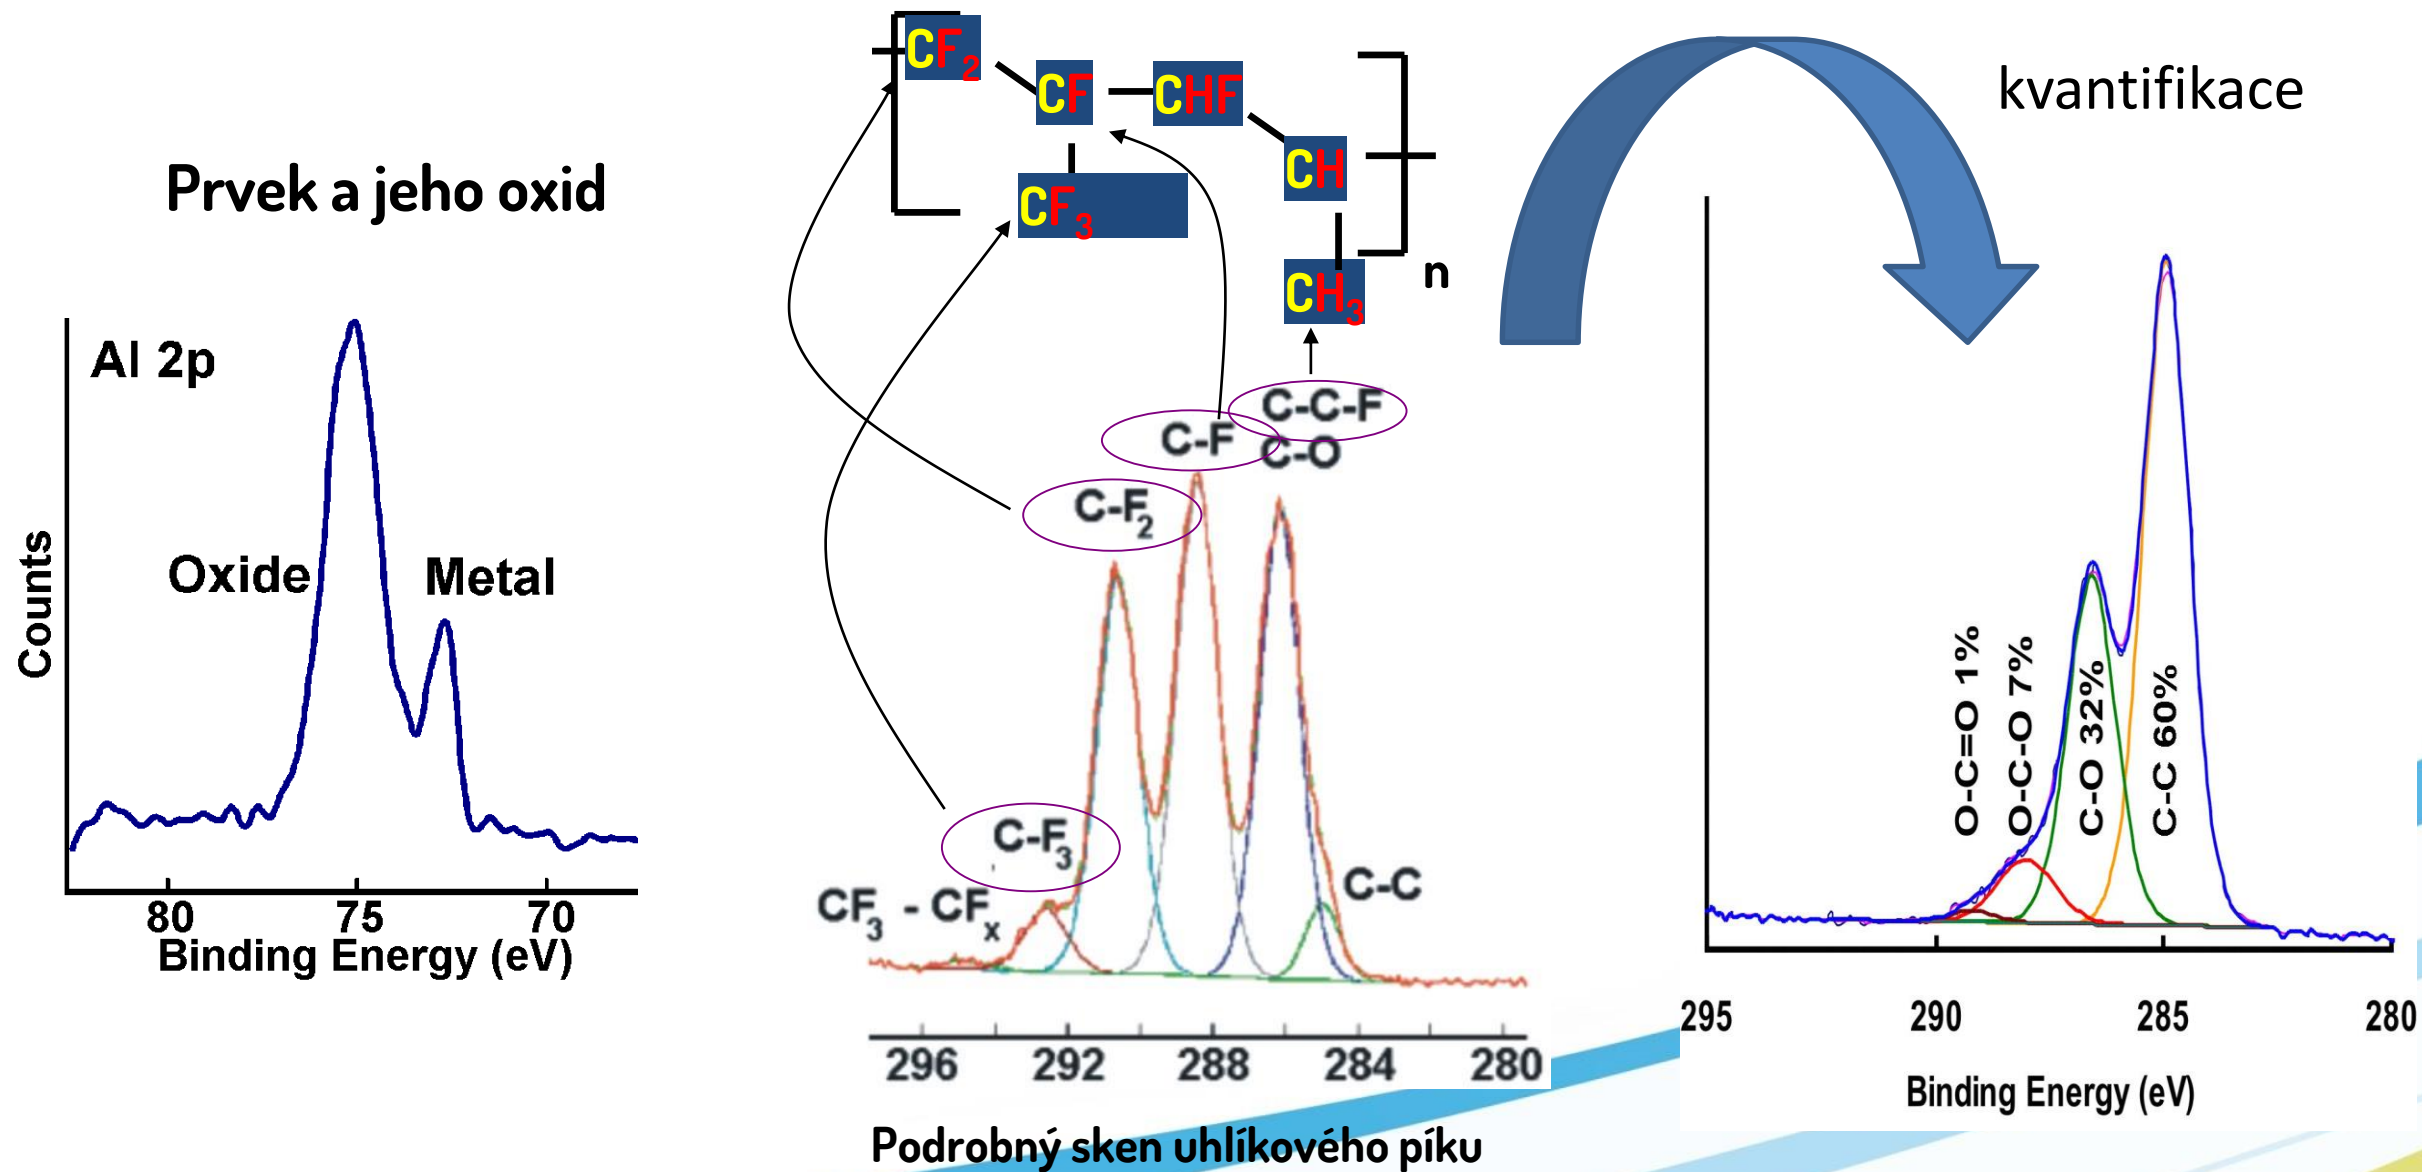 Prvek a jeho oxid
Al 2p
Oxide
Metal
Counts
80 75 70
Binding Energy (eV)
CF2
CF
CHF
CH
CF3
CH3
n
C-C-F
C-F
C-O
C-F2
C-F3
CF3 - CFx
C-C
296 292 288 284 280
Podrobný sken uhlíkového píku
kvantifikace
O-C=O 1%
O-C-O 7%
C-O 32%
C-C 60%
295 290 285 280
Binding Energy (eV)